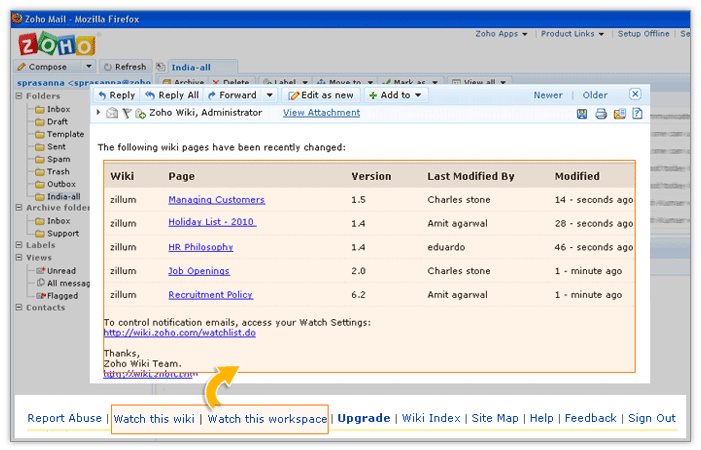 Zoho Mail - Mozilla Firefox
ZOHO
Zoho Apps | Product Links | Setup Offline | Se
Compose Refresh India-all
sprasanna <sprasanna@zoho Archive Delete Label Move to Mark as View all
Folders
Inbox
Draft
Template
Sent
Spam
Trash
Outbox
India-all
Archive folder
Inbox
Support
Labels
Views
Unread
All messag
Flagged
Contacts
Reply Reply All Forward Edit as new Add to Newer | Older
Zoho Wiki, Administrator View Attachment
The following wiki pages have been recently changed:
Wiki Page Version Last Modified By Modified
zillum Managing Customers 1.5 Charles stone 14 - seconds ago
zillum Holiday List - 2010 1.4 Amit agarwal 28 - seconds ago
zillum HR Philosophy 1.4 eduardo 46 - seconds ago
zillum Job Openings 2.0 Charles stone 1 - minute ago
zillum Recruitment Policy 6.2 Amit agarwal 1 - minute ago
To control notification emails, access your Watch Settings:
http://wiki.zoho.com/watchlist.do
Thanks,
Zoho Wiki Team.
http://wiki.zoho.com
Report Abuse | Watch this wiki | Watch this workspace | Upgrade | Wiki Index | Site Map | Help | Feedback | Sign Out